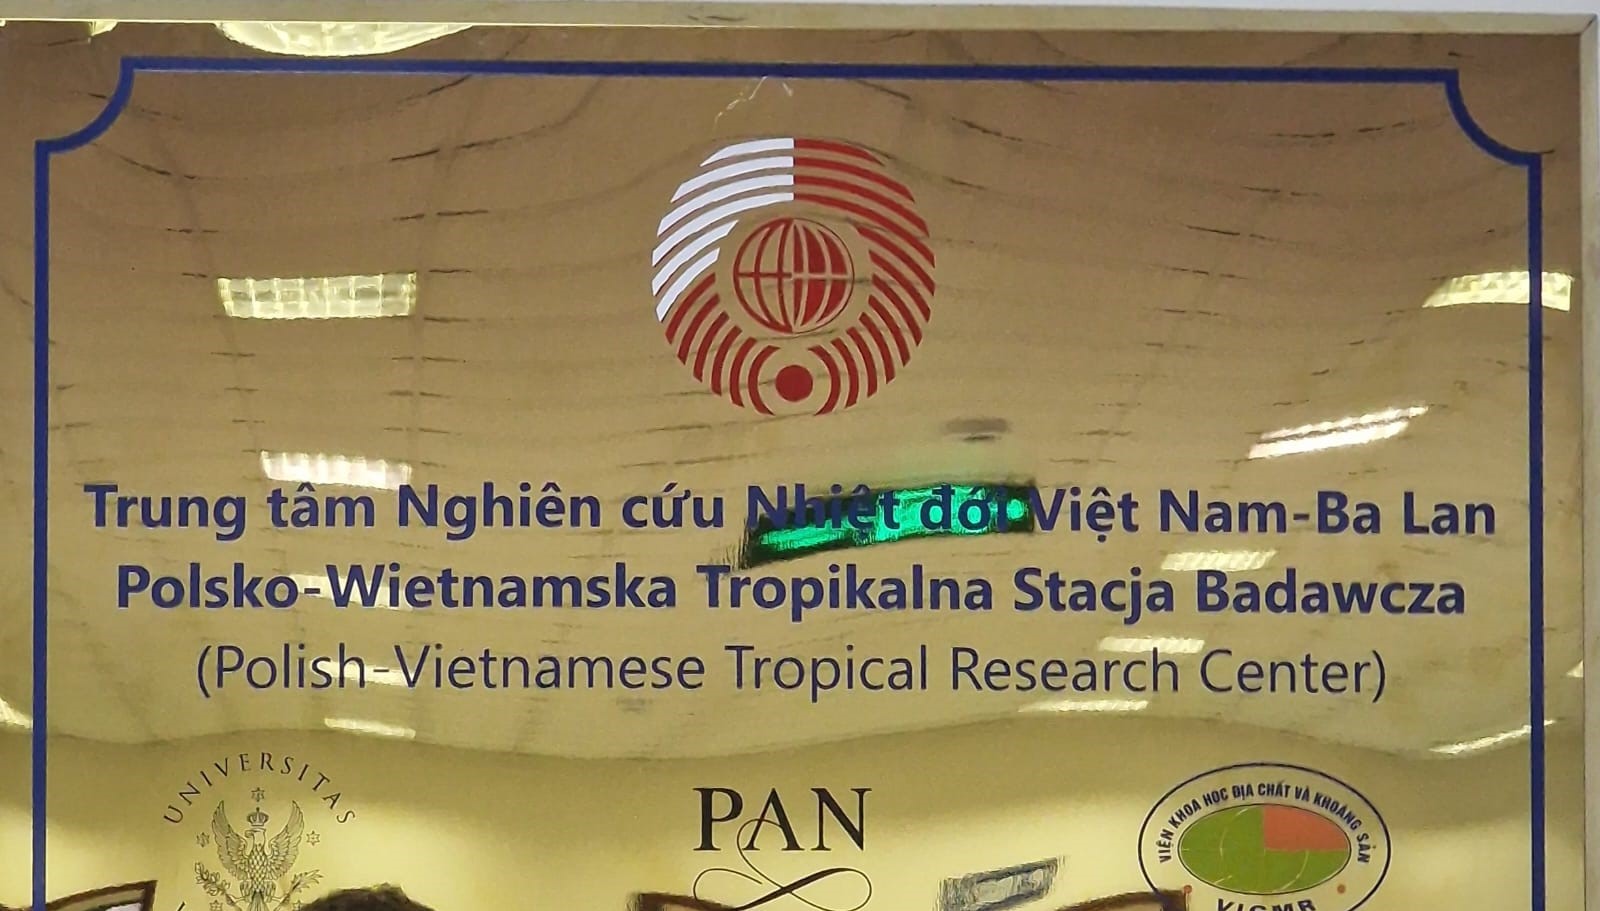 Trung tâm Nghiên cứu Nhiệt đới Việt Nam-Ba Lan
Polsko-Wietnamska Tropikalna Stacja Badawcza
(Polish-Vietnamese Tropical Research Center)
UNIVERSITAS
PAN
VIỆN KHOA HỌC ĐỊA CHẤT VÀ KHOÁNG SẢN
VIGMR